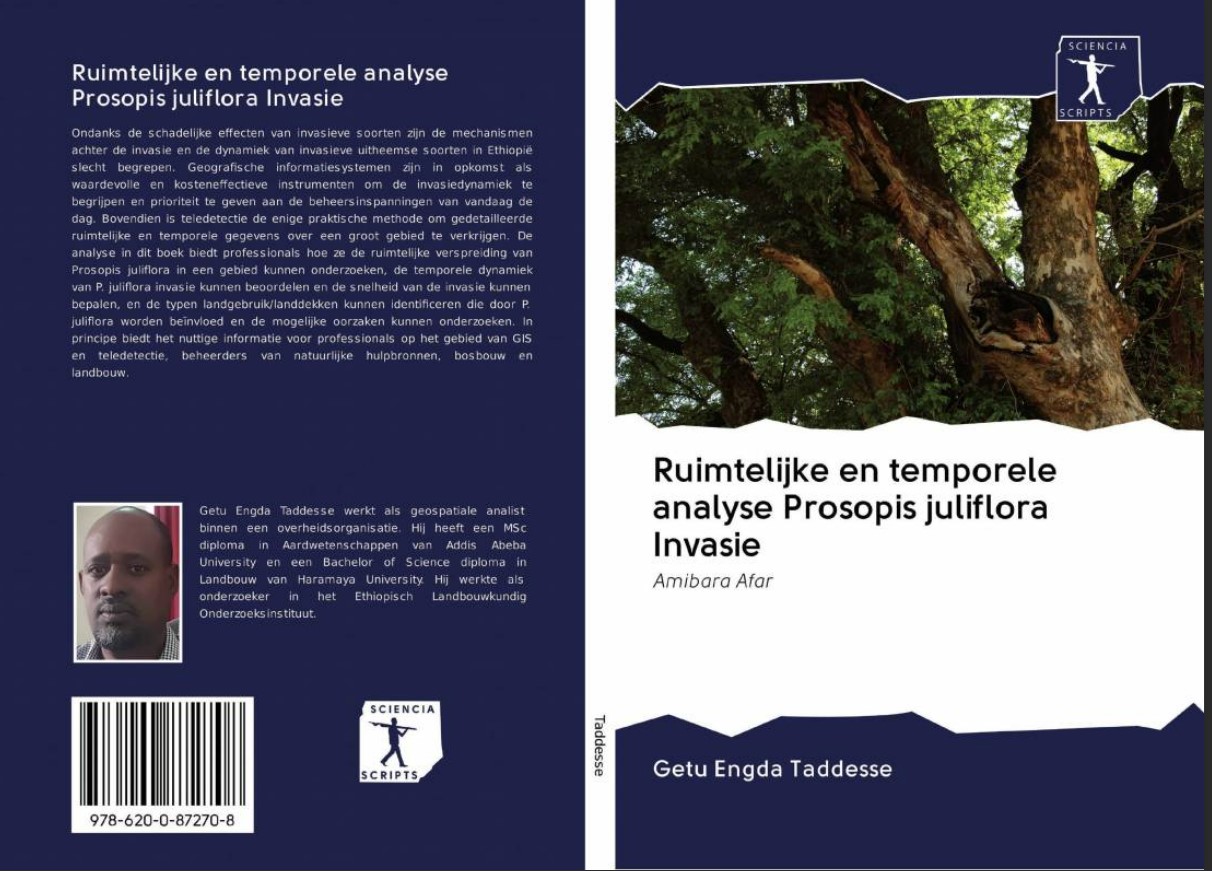 Ruimtelijke en temporele analyse
Prosopis juliflora Invasie
Ondanks de schadelijke effecten van invasieve soorten zijn de mechanismen
achter de invasie en de dynamiek van invasieve uitheemse soorten in Ethiopië
slecht begrepen. Geografische informatiesystemen zijn in opkomst als
waardevolle en kosteneffectieve instrumenten om de invasiedynamiek te
begrijpen en prioriteit te geven aan de beheersinspanningen van vandaag de
dag. Bovendien is teledetectie de enige praktische methode om gedetailleerde
ruimtelijke en temporele gegevens over een groot gebied te verkrijgen. De
analyse in dit boek biedt professionals hoe ze de ruimtelijke verspreiding van
Prosopis juliflora in een gebied kunnen onderzoeken, de temporele dynamiek
van P. juliflora invasie kunnen beoordelen en de snelheid van de invasie kunnen
bepalen, en de typen landgebruik/landdekken kunnen identificeren die door P.
juliflora worden beïnvloed en de mogelijke oorzaken kunnen onderzoeken. In
principe biedt het nuttige informatie voor professionals op het gebied van GIS
en teledetectie, beheerders van natuurlijke hulpbronnen, bosbouw en
landbouw.
Getu Engda Taddesse werkt als geospatiale analist
binnen een overheidsorganisatie. Hij heeft een MSc
diploma in Aardwetenschappen van Addis Abeba
University en een Bachelor of Science diploma in
Landbouw van Haramaya University. Hij werkte als
onderzoeker in het Ethiopisch Landbouwkundig
Onderzoeksinstituut.
978-620-0-87270-8
SCIENCIA
SCRIPTS
Taddesse
SCIENCIA
SCRIPTS
Ruimtelijke en temporele
analyse Prosopis juliflora
Invasie
Amibara Afar
Getu Engda Taddesse